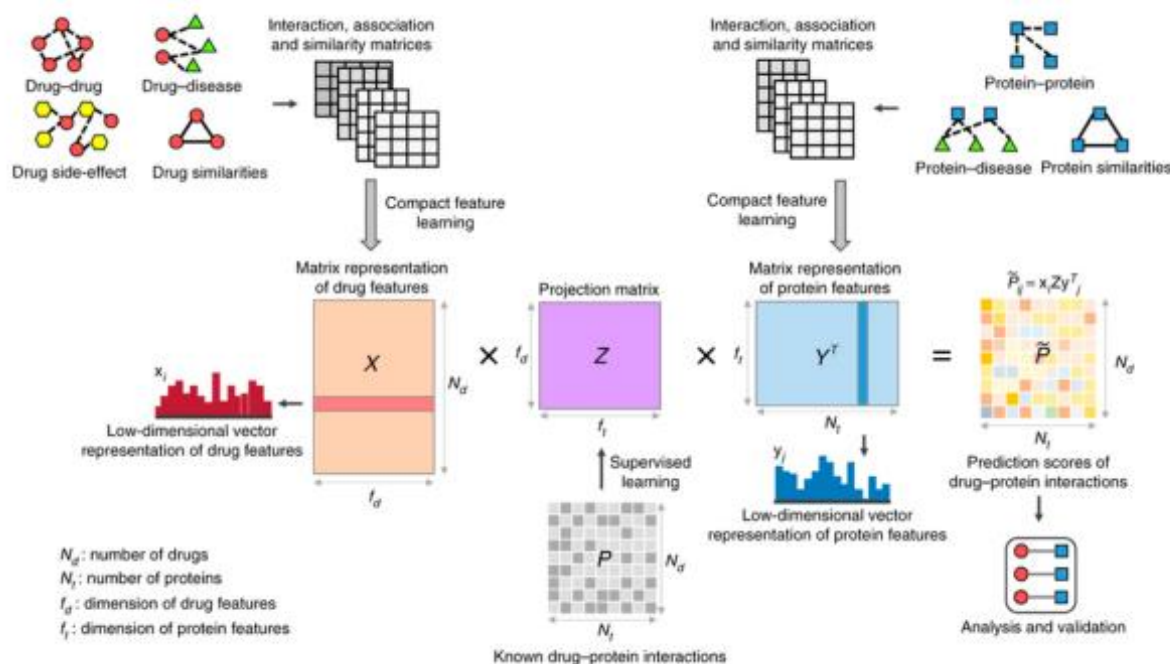 Interaction, association
and similarity matrices
Drug–drug
Drug–disease
Drug side-effect
Drug similarities
Interaction, association
and similarity matrices
Protein–protein
Protein–disease
Protein similarities
Compact feature
learning
Compact feature
learning
Matrix representation
of drug features
Projection matrix
Matrix representation
of protein features
P̃ij = xiZyTj
X
Nd
fd
×
fd
Z
ft
×
ft
YT
Nt
=
P̃
Nd
Nt
xi
Low-dimensional vector
representation of drug features
Supervised
learning
yj
Low-dimensional vector
representation of protein features
Prediction scores of
drug–protein interactions
P
Nd
Nt
Known drug–protein interactions
Analysis and validation
Nd : number of drugs
Nt : number of proteins
fd : dimension of drug features
ft : dimension of protein features